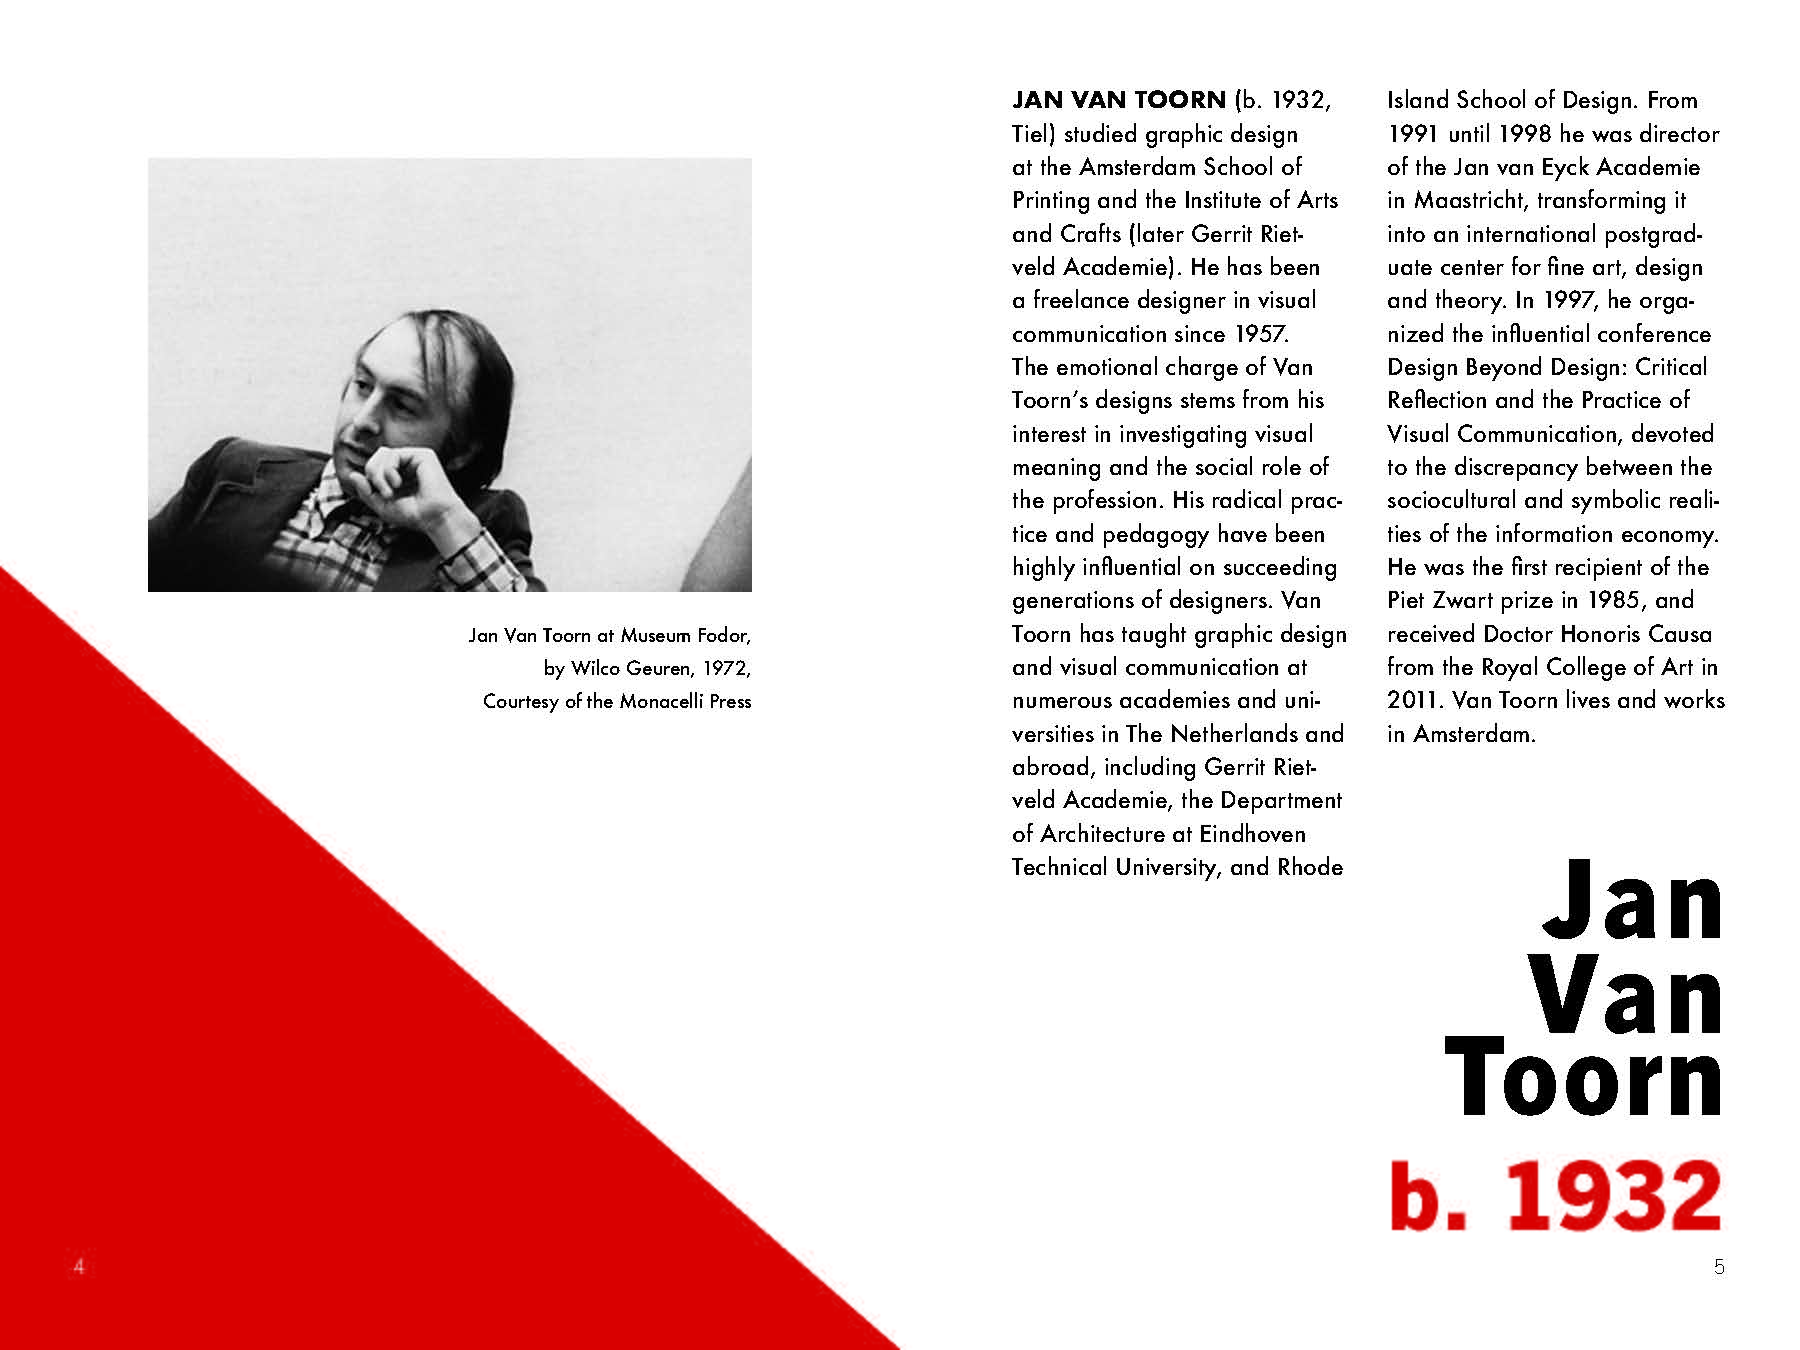 Jan Van Toorn at Museum Fodor,
by Wilco Geuren, 1972,
Courtesy of the Monacelli Press
4
JAN VAN TOORN (b. 1932,
Tiel) studied graphic design
at the Amsterdam School of
Printing and the Institute of Arts
and Crafts (later Gerrit Riet-
veld Academie). He has been
a freelance designer in visual
communication since 1957.
The emotional charge of Van
Toorn’s designs stems from his
interest in investigating visual
meaning and the social role of
the profession. His radical prac-
tice and pedagogy have been
highly influential on succeeding
generations of designers. Van
Toorn has taught graphic design
and visual communication at
numerous academies and uni-
versities in The Netherlands and
abroad, including Gerrit Riet-
veld Academie, the Department
of Architecture at Eindhoven
Technical University, and Rhode
Island School of Design. From
1991 until 1998 he was director
of the Jan van Eyck Academie
in Maastricht, transforming it
into an international postgrad-
uate center for fine art, design
and theory. In 1997, he orga-
nized the influential conference
Design Beyond Design: Critical
Reflection and the Practice of
Visual Communication, devoted
to the discrepancy between the
sociocultural and symbolic reali-
ties of the information economy.
He was the first recipient of the
Piet Zwart prize in 1985, and
received Doctor Honoris Causa
from the Royal College of Art in
2011. Van Toorn lives and works
in Amsterdam.
Jan
Van
Toorn
b. 1932
5